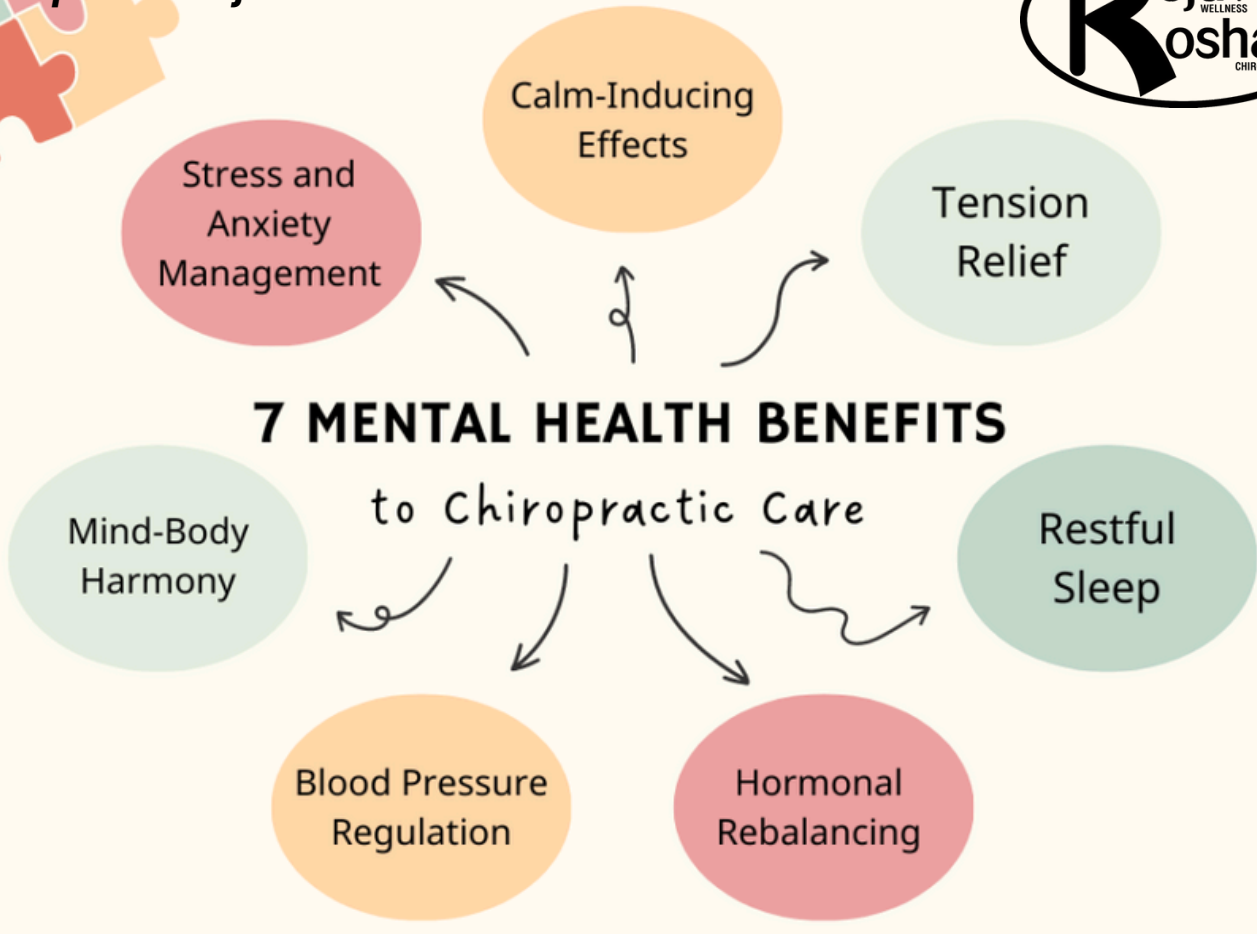 WELLNESS
Calm-Inducing
Effects
Stress and
Anxiety
Management
Tension
Relief
7 MENTAL HEALTH BENEFITS
to Chiropractic Care
Mind-Body
Harmony
Restful
Sleep
Blood Pressure
Regulation
Hormonal
Rebalancing